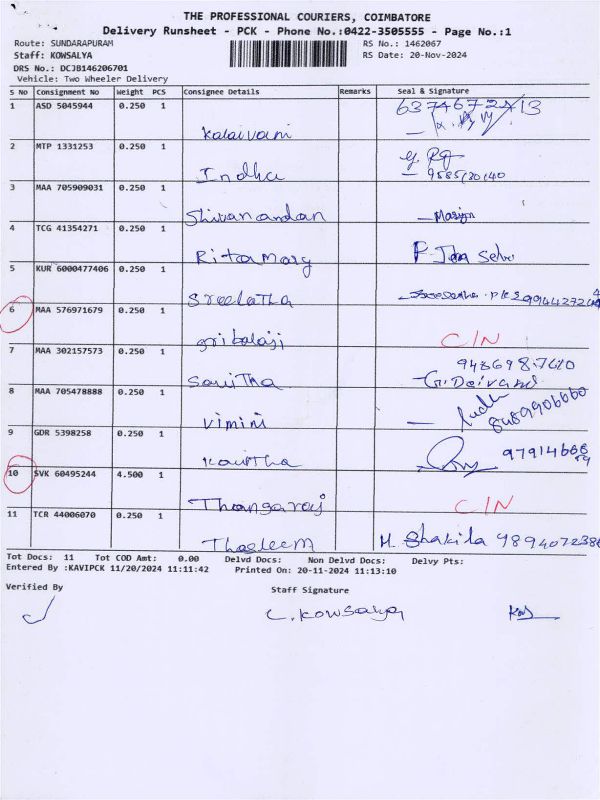 THE PROFESSIONAL COURIERS, COIMBATORE
Delivery Runsheet - PCK - Phone No.:0422-3505555 - Page No.:1
Route: SUNDARAPURAM RS No.: 1462067
Staff: KOWSALYA RS Date: 20-Nov-2024
DRS No.: DCJB146206701
Vehicle: Two Wheeler Delivery
S No Consignment No Weight PCS Consignee Details Remarks Seal & Signature
1 ASD 5045944 0.250 1 Kalaivani
2 MTP 1331253 0.250 1 Indhu
3 MAA 705909031 0.250 1 Shivanandan
4 TCG 41354271 0.250 1 Ritamary
5 KUR 6000477406 0.250 1 Sreelatha
6 MAA 576971679 0.250 1 gribalaji C/N
7 MAA 302157573 0.250 1 Savitha
8 MAA 705478888 0.250 1 Vimini 8489906660
9 GDR 5398258 0.250 1 Kavitha
10 SVK 60495244 4.500 1 Thangaraj C/N
11 TCR 44006070 0.250 1 Thasleem M. Shakila 9894072386
Tot Docs: 11 Tot COD Amt: 0.00 Delvd Docs: Non Delvd Docs: Delvy Pts:
Entered By :KAVIPCK 11/20/2024 11:11:42 Printed On: 20-11-2024 11:13:10
Verified By Staff Signature
C. Kowsalya